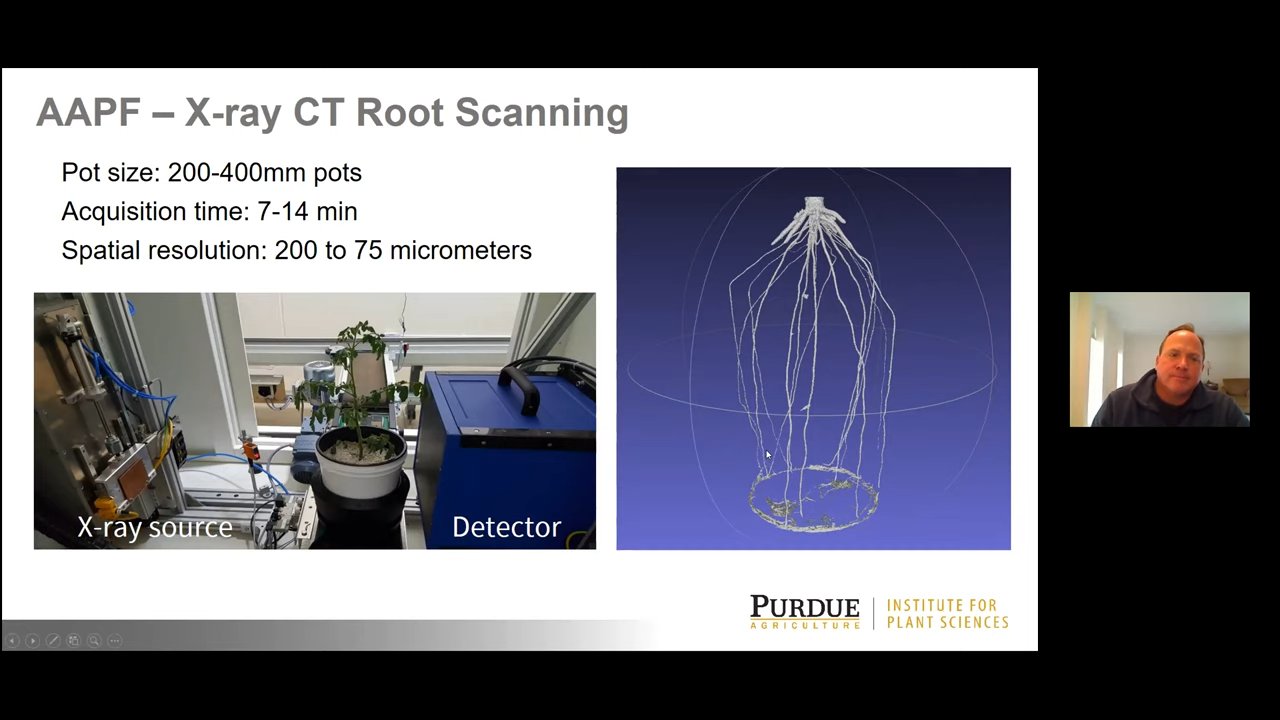 AAPF – X-ray CT Root Scanning
Pot size: 200-400mm pots
Acquisition time: 7-14 min
Spatial resolution: 200 to 75 micrometers
X-ray source
Detector
PURDUE
AGRICULTURE
INSTITUTE FOR
PLANT SCIENCES